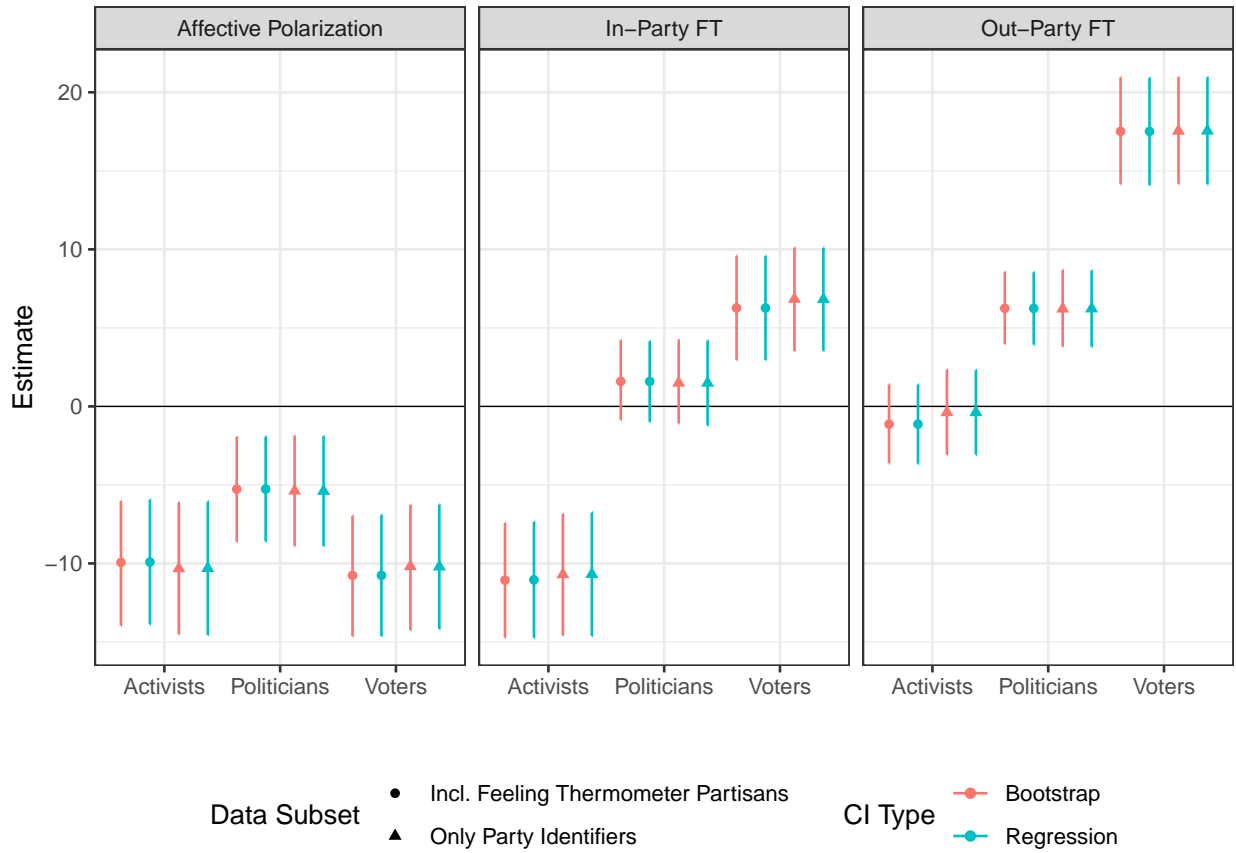 Affective Polarization
In−Party FT
Out−Party FT
20
10
0
−10
Estimate
Activists Politicians Voters
Activists Politicians Voters
Activists Politicians Voters
Data Subset
Incl. Feeling Thermometer Partisans
Only Party Identifiers
CI Type
Bootstrap
Regression